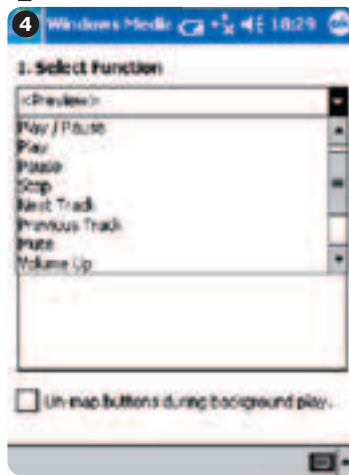 4 Windows Media 18:29 ok
1. Select Function
<Preview>
Play / Pause
Play
Pause
Stop
Next Track
Previous Track
Mute
Volume Up
Un-map buttons during background play.